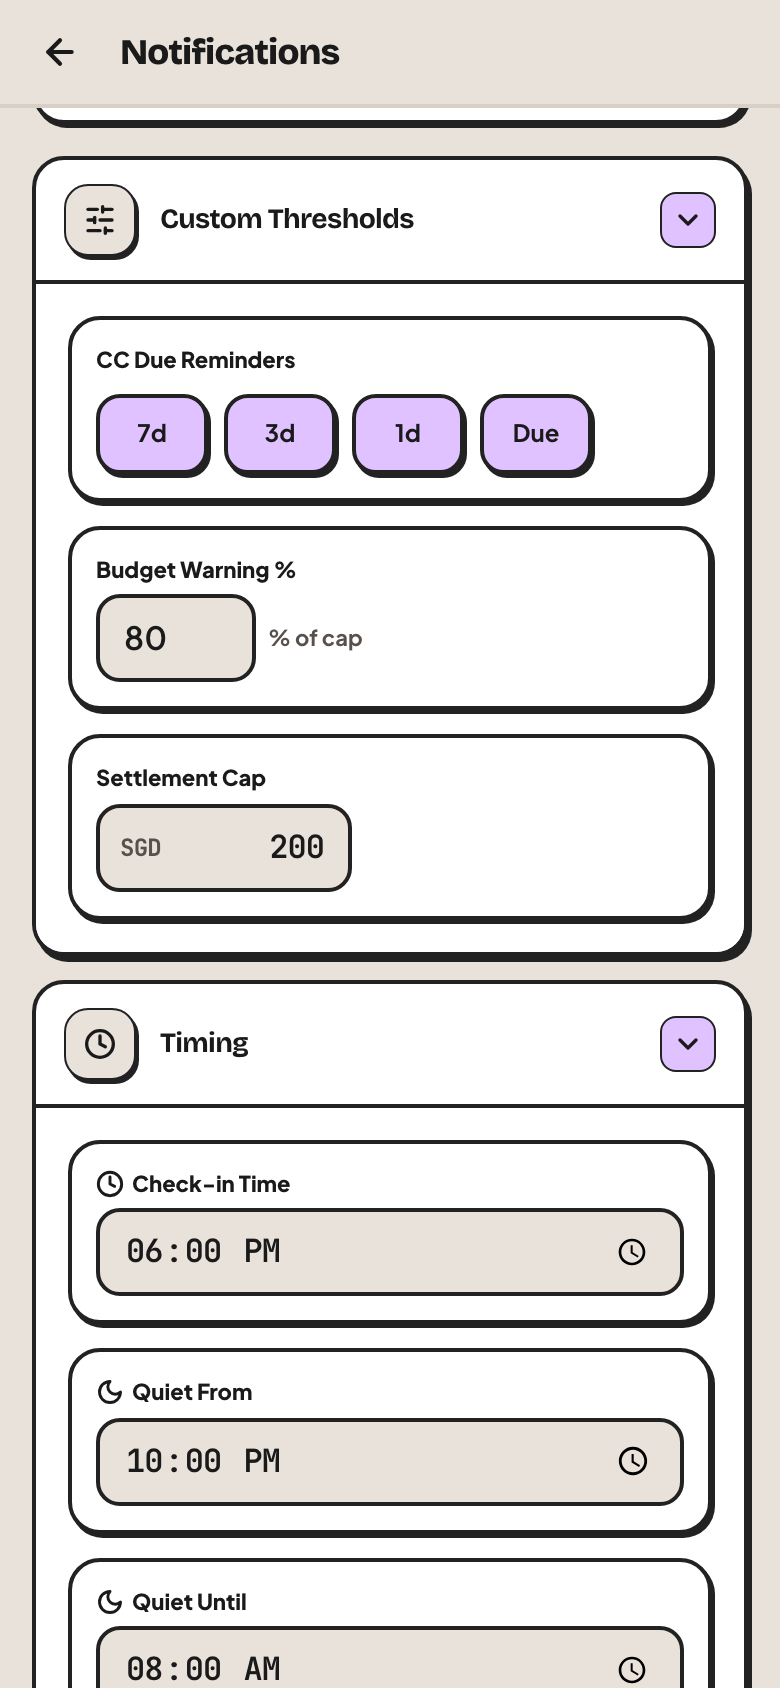 Notifications
Custom Thresholds
CC Due Reminders
7d 3d 1d Due
Budget Warning %
80 % of cap
Settlement Cap
SGD 200
Timing
Check-in Time
06:00 PM
Quiet From
10:00 PM
Quiet Until
08:00 AM